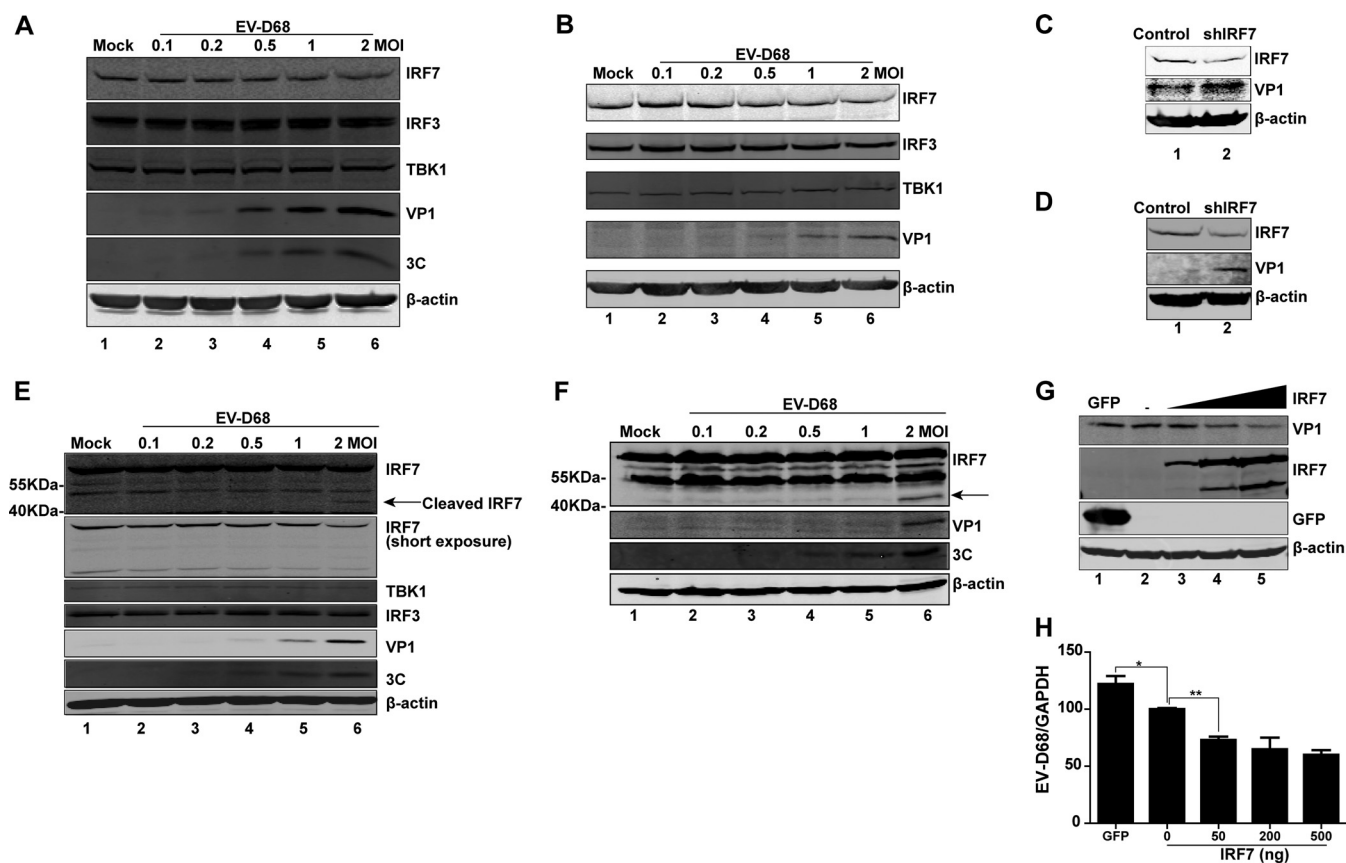 A
EV-D68
Mock 0.1 0.2 0.5 1 2 MOI
IRF7
IRF3
TBK1
VP1
3C
β-actin
1 2 3 4 5 6
B
EV-D68
Mock 0.1 0.2 0.5 1 2 MOI
IRF7
IRF3
TBK1
VP1
β-actin
1 2 3 4 5 6
C
Control shIRF7
IRF7
VP1
β-actin
1 2
D
Control shIRF7
IRF7
VP1
β-actin
1 2
E
EV-D68
Mock 0.1 0.2 0.5 1 2 MOI
IRF7
55KDa-
Cleaved IRF7
40KDa-
IRF7
(short exposure)
TBK1
IRF3
VP1
3C
β-actin
1 2 3 4 5 6
F
EV-D68
Mock 0.1 0.2 0.5 1 2 MOI
IRF7
55KDa-
40KDa-
VP1
3C
β-actin
1 2 3 4 5 6
G
GFP - IRF7
VP1
IRF7
GFP
β-actin
1 2 3 4 5
H
EV-D68/GAPDH
150
100
50
0
*
**
GFP 0 50 200 500
IRF7 (ng)